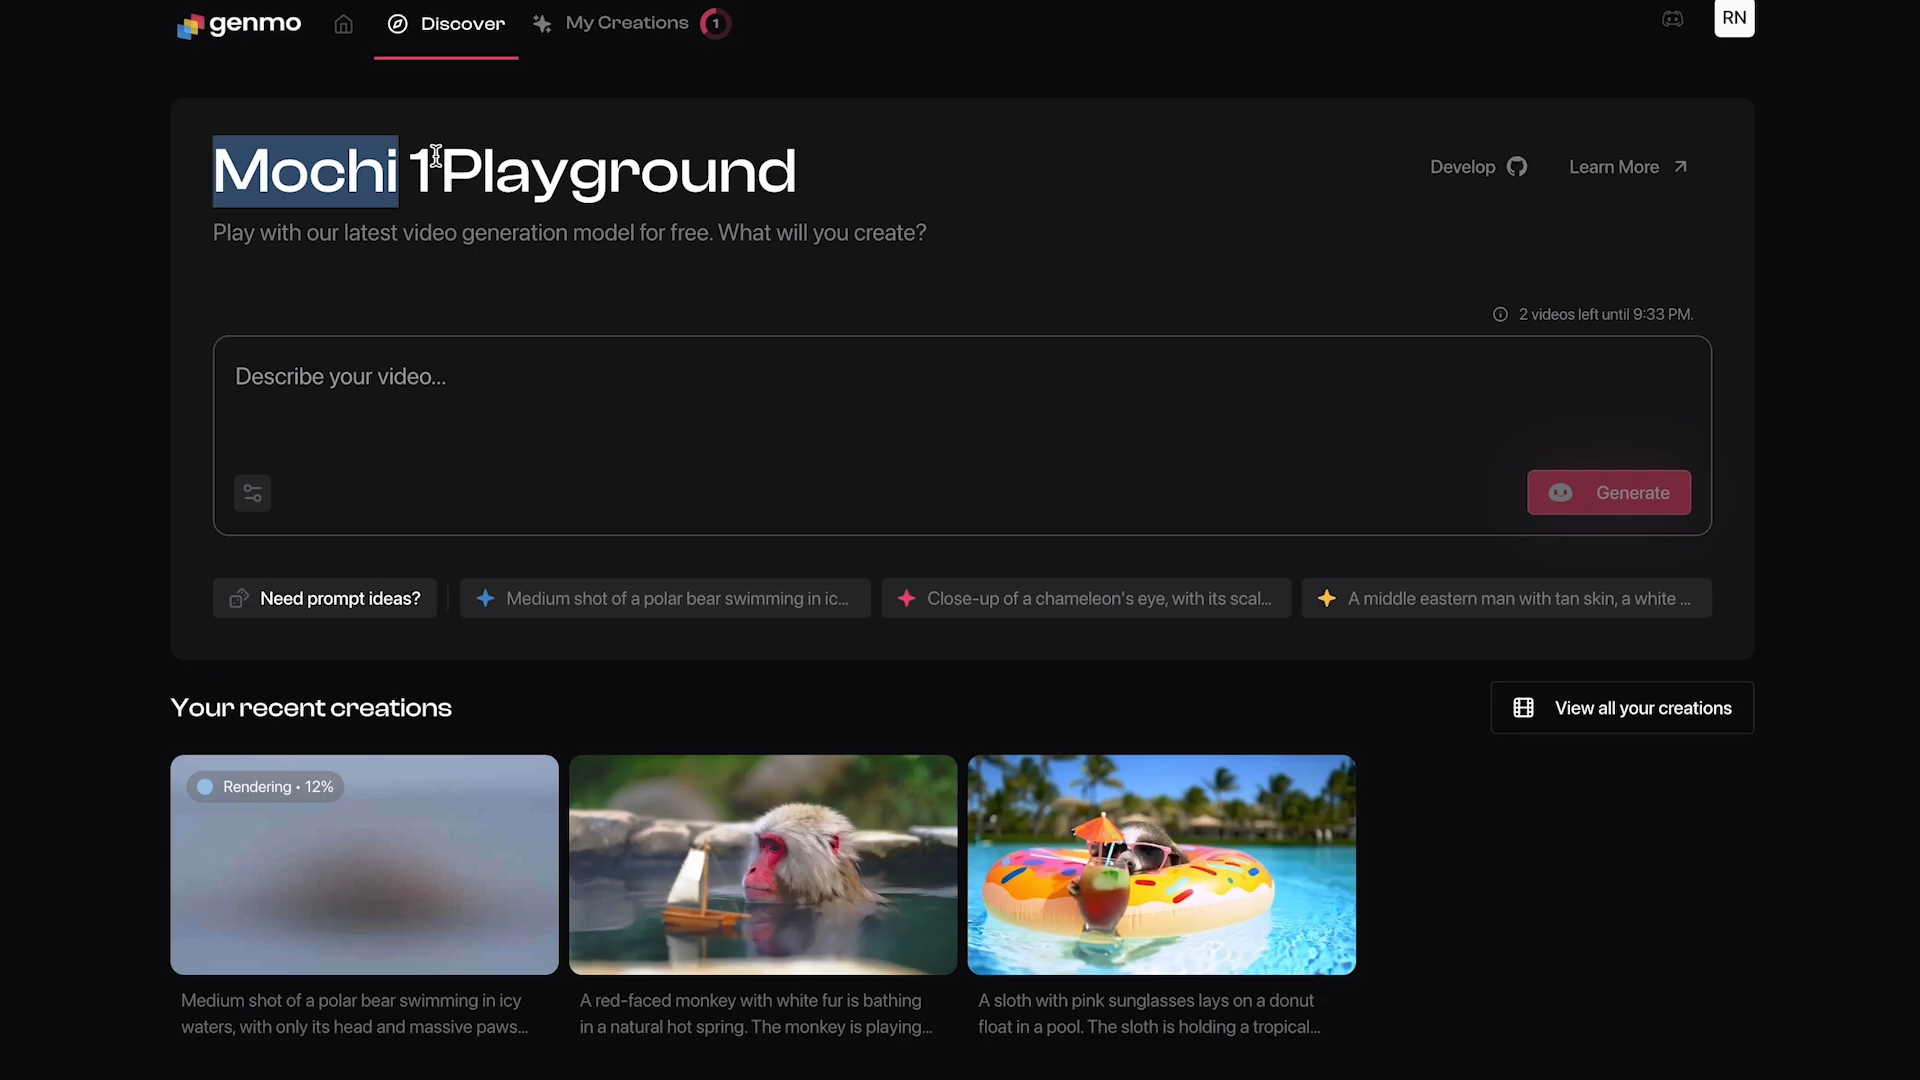 genmo
Discover
My Creations
1
RN
Mochi 1 Playground
Develop
Learn More
Play with our latest video generation model for free. What will you create?
2 videos left until 9:33 PM.
Describe your video...
Generate
Need prompt ideas?
Medium shot of a polar bear swimming in ic...
Close-up of a chameleon's eye, with its scal...
A middle eastern man with tan skin, a white ...
Your recent creations
View all your creations
Rendering • 12%
Medium shot of a polar bear swimming in icy
waters, with only its head and massive paws...
A red-faced monkey with white fur is bathing
in a natural hot spring. The monkey is playing...
A sloth with pink sunglasses lays on a donut
float in a pool. The sloth is holding a tropical...